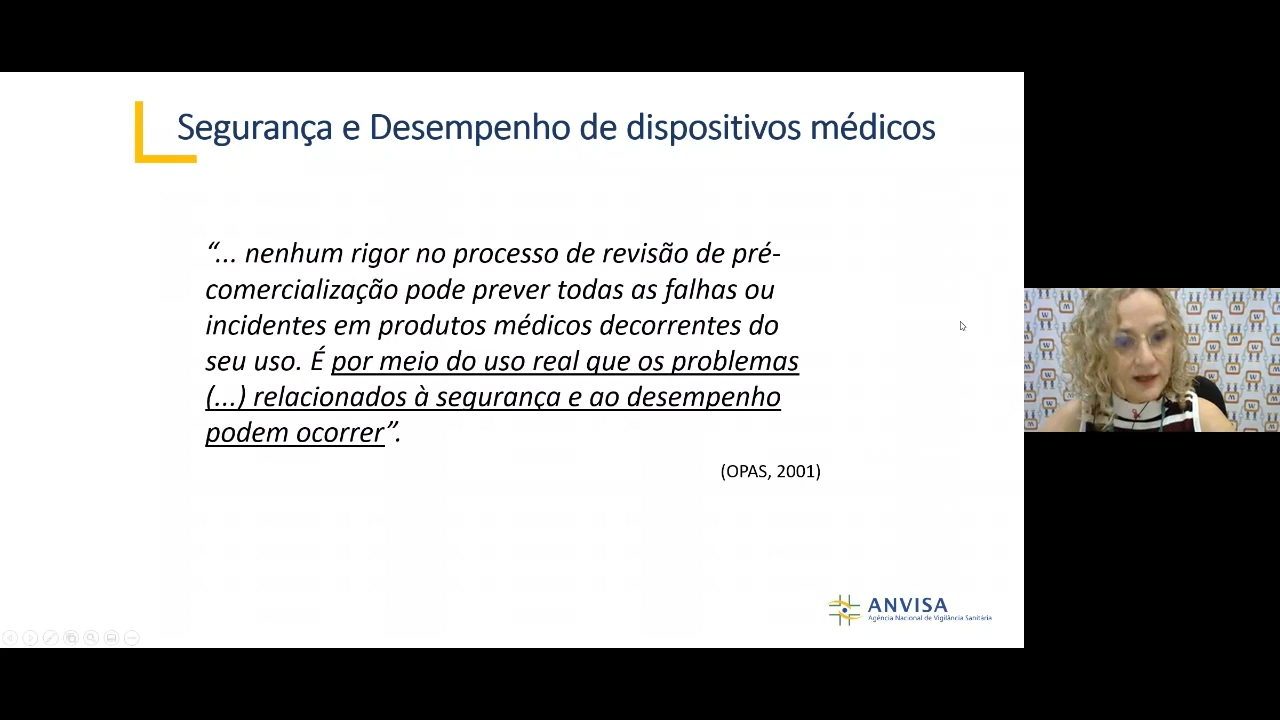 Segurança e Desempenho de dispositivos médicos
“... nenhum rigor no processo de revisão de pré-
comercialização pode prever todas as falhas ou
incidentes em produtos médicos decorrentes do
seu uso. É por meio do uso real que os problemas
(...) relacionados à segurança e ao desempenho
podem ocorrer”.
(OPAS, 2001)
ANVISA
Agência Nacional de Vigilância Sanitária